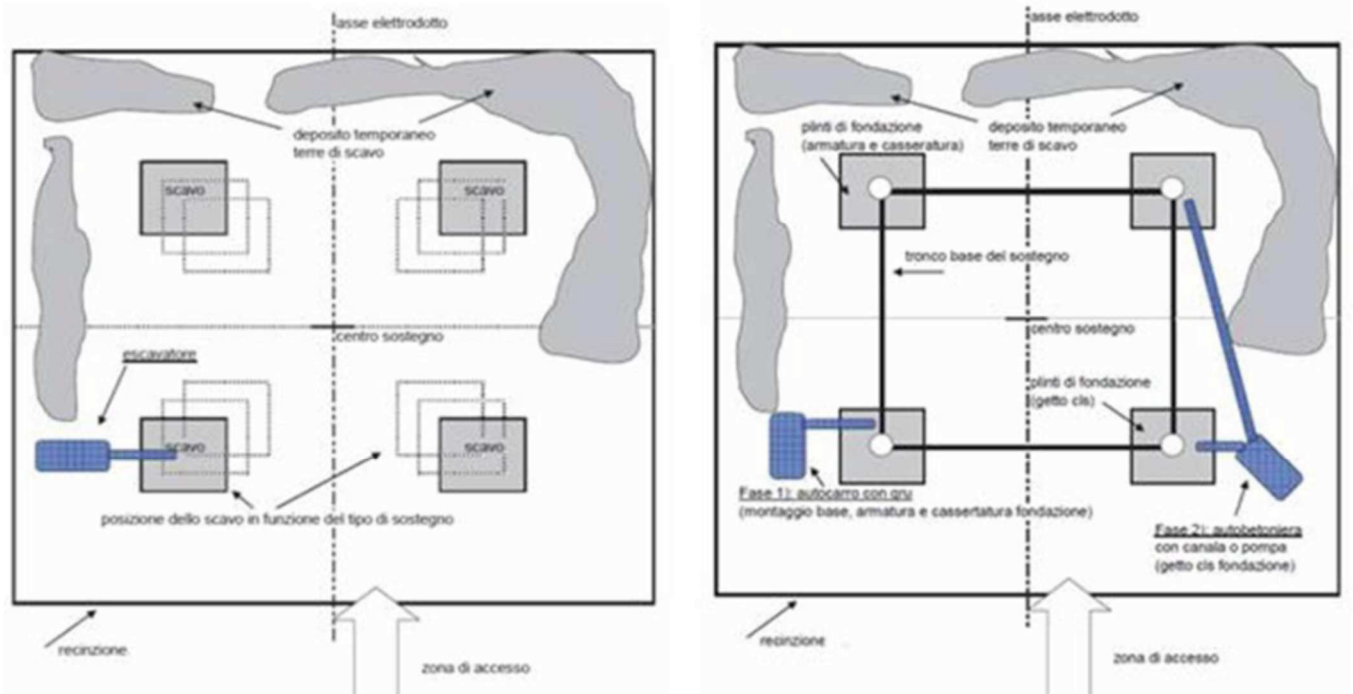 asse elettrodotto
deposito temporaneo
terre di scavo
scavo
scavo
centro sostegno
escavatore
scavo
scavo
posizione dello scavo in funzione del tipo di sostegno
recinzione.
zona di accesso
asse elettrodotto
plinti di fondazione
(armatura e casseratura)
deposito temporaneo
terre di scavo
tronco base del sostegno
centro sostegno
plinti di fondazione
(getto cls)
Fase 1): autocarro con gru
(montaggio base, armatura e cassertatura fondazione)
Fase 2): autobetoniera
con canala o pompa
(getto cls fondazione)
recinzione
zona di accesso